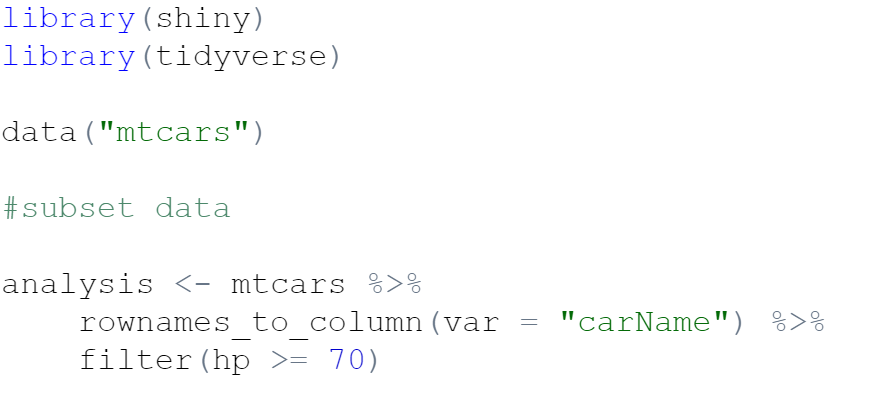 library(shiny)
library(tidyverse)
data("mtcars")
#subset data
analysis <- mtcars %>%
rownames_to_column(var = "carName") %>%
filter(hp >= 70)